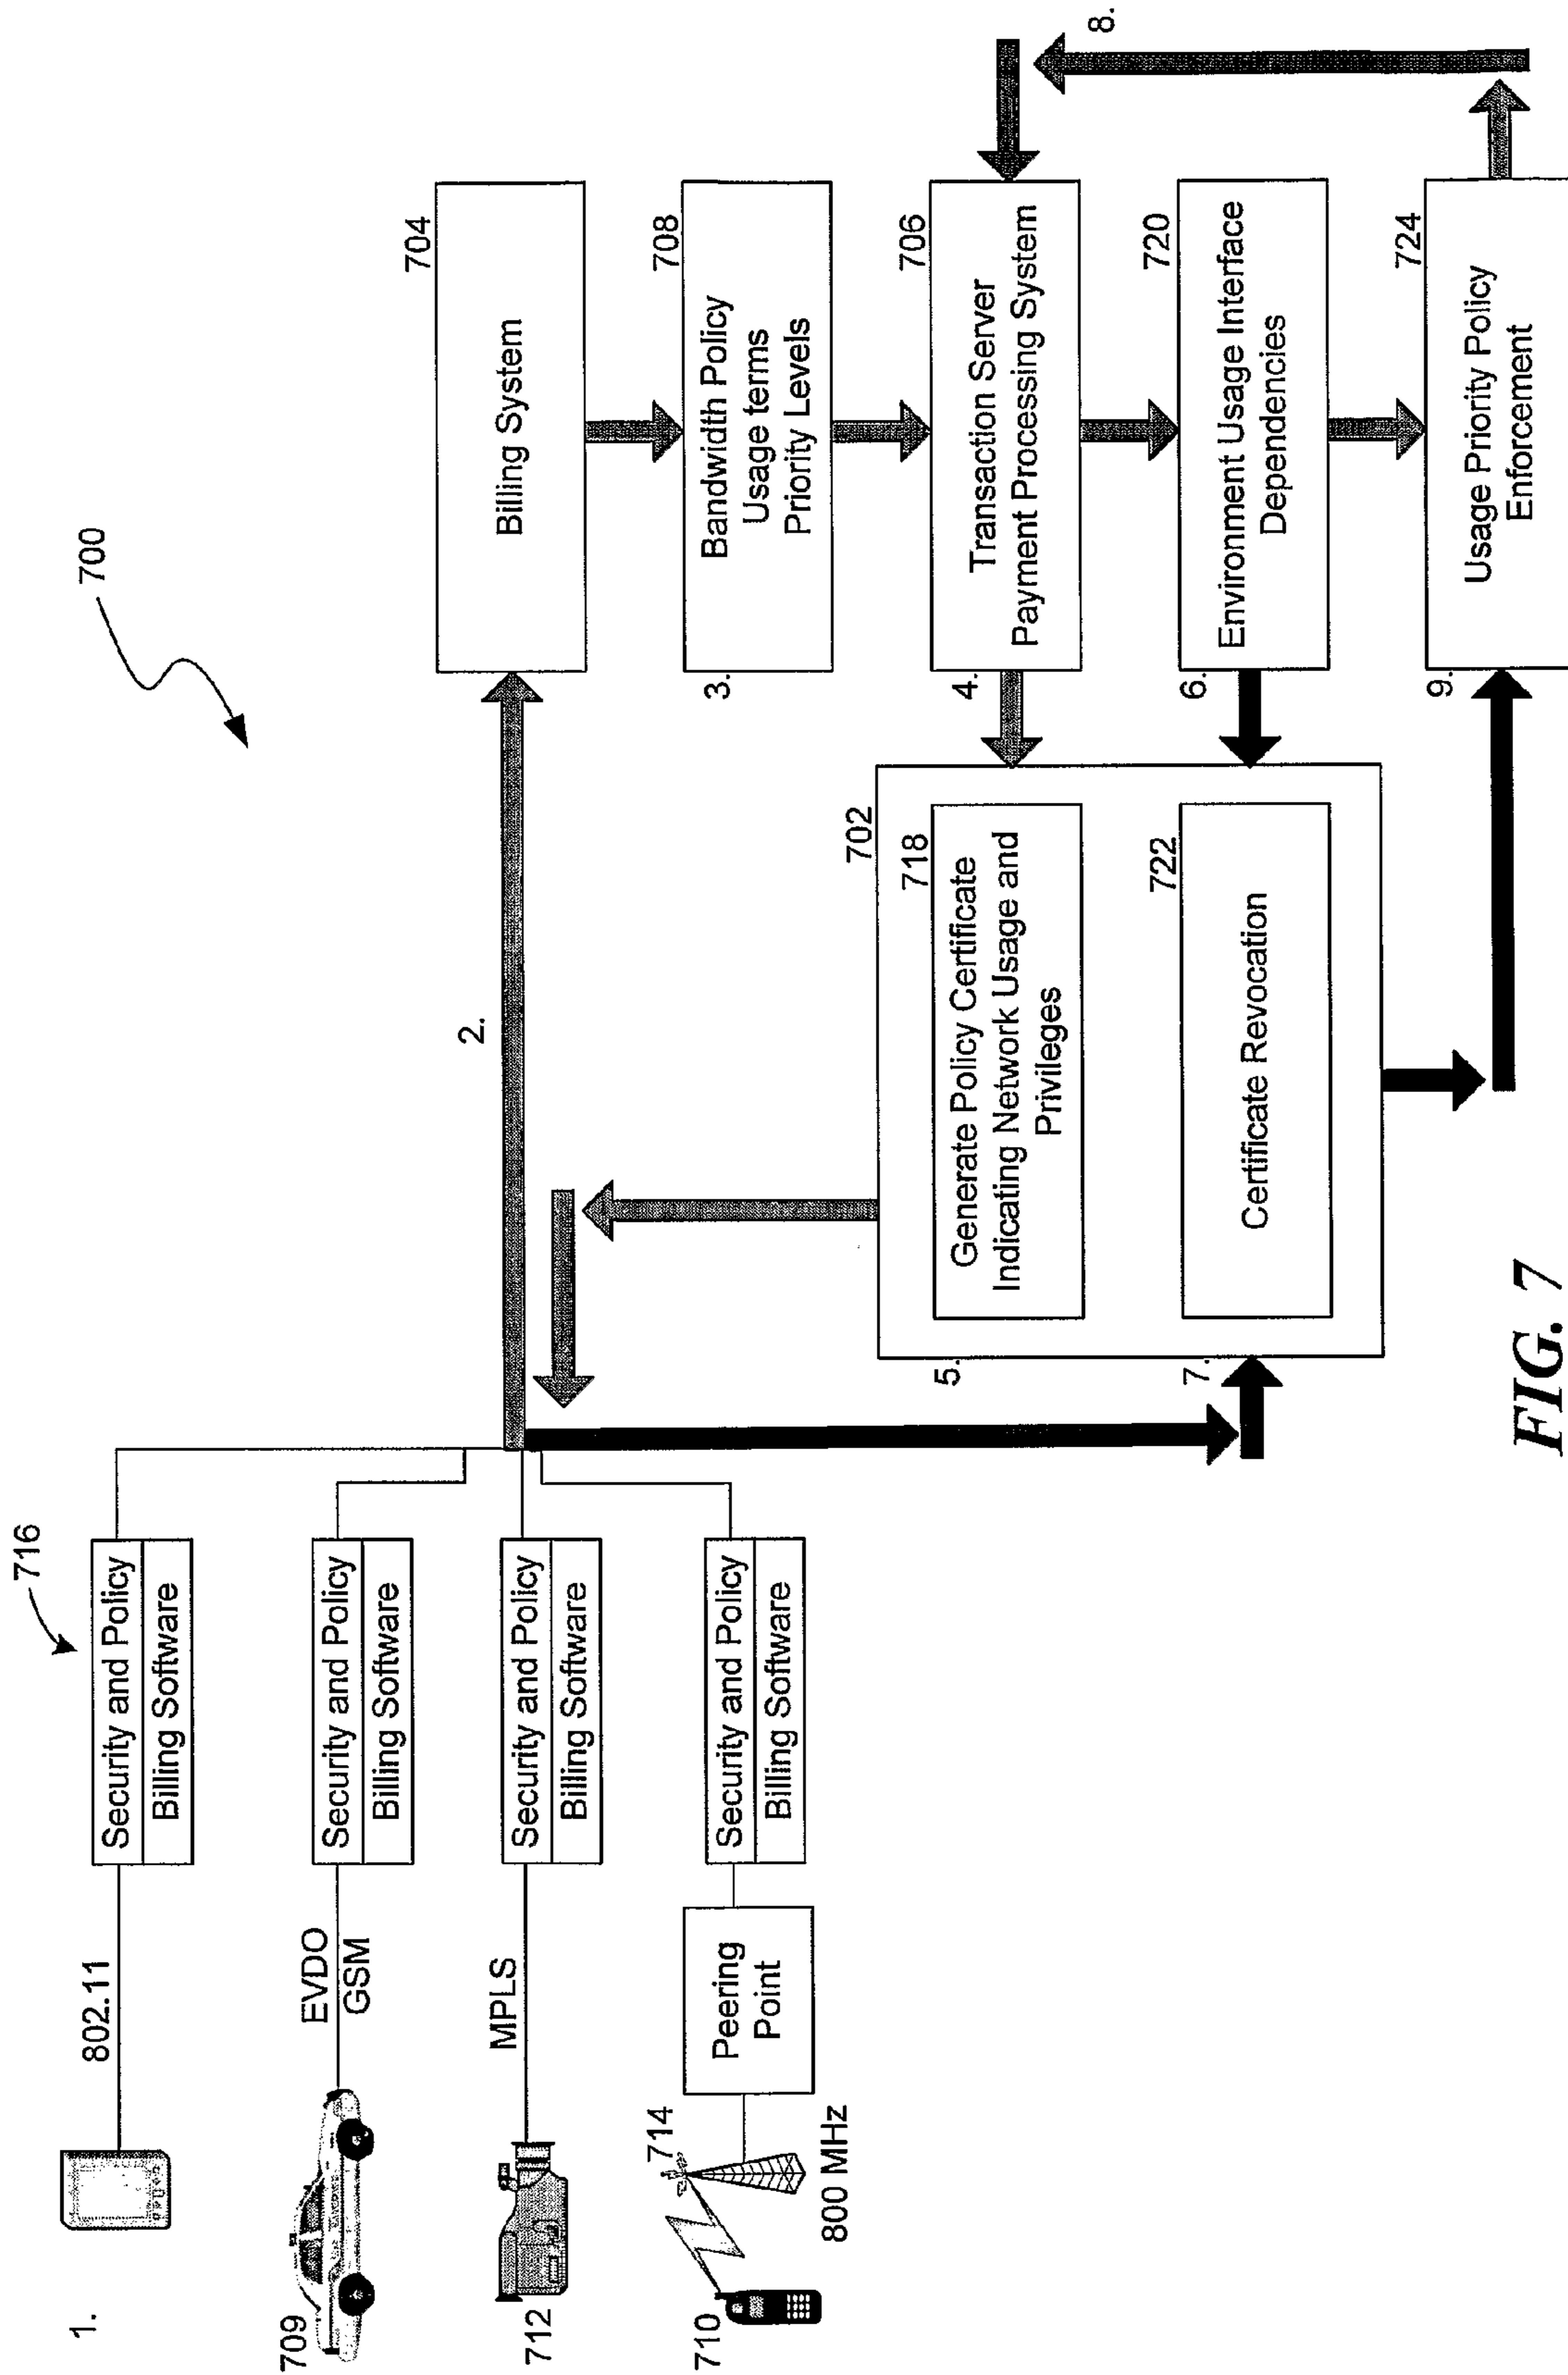 700
1.
802.11
716
Security and Policy
Billing Software
709
EVDO
GSM
Security and Policy
Billing Software
712
MPLS
Security and Policy
Billing Software
710
714
800 MHz
Peering
Point
Security and Policy
Billing Software
2.
704
Billing System
3.
708
Bandwidth Policy
Usage terms
Priority Levels
4.
706
Transaction Server
Payment Processing System
5.
702
718
Generate Policy Certificate
Indicating Network Usage and
Privileges
6.
720
Environment Usage Interface
Dependencies
7.
722
Certificate Revocation
8.
9.
724
Usage Priority Policy
Enforcement
FIG. 7